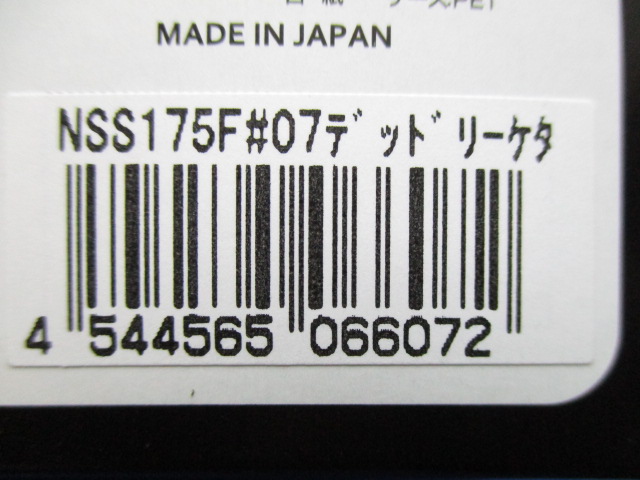 MADE IN JAPAN
NSS175F#07ﾃﾞｯﾄﾞﾘｰｹﾀ
4 544565 066072